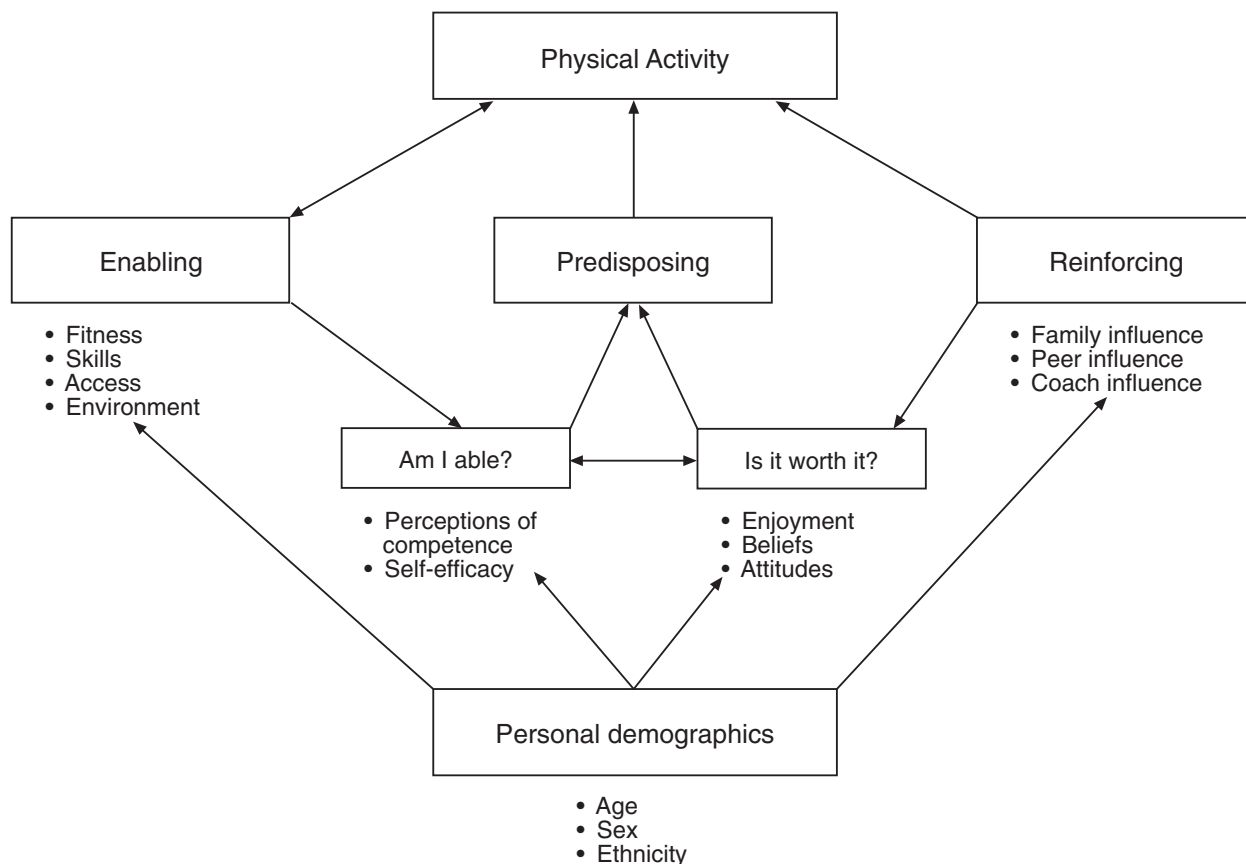 Physical Activity
Enabling
Predisposing
Reinforcing
• Fitness
• Skills
• Access
• Environment
• Family influence
• Peer influence
• Coach influence
Am I able?
Is it worth it?
• Perceptions of
competence
• Self-efficacy
• Enjoyment
• Beliefs
• Attitudes
Personal demographics
• Age
• Sex
• Ethnicity